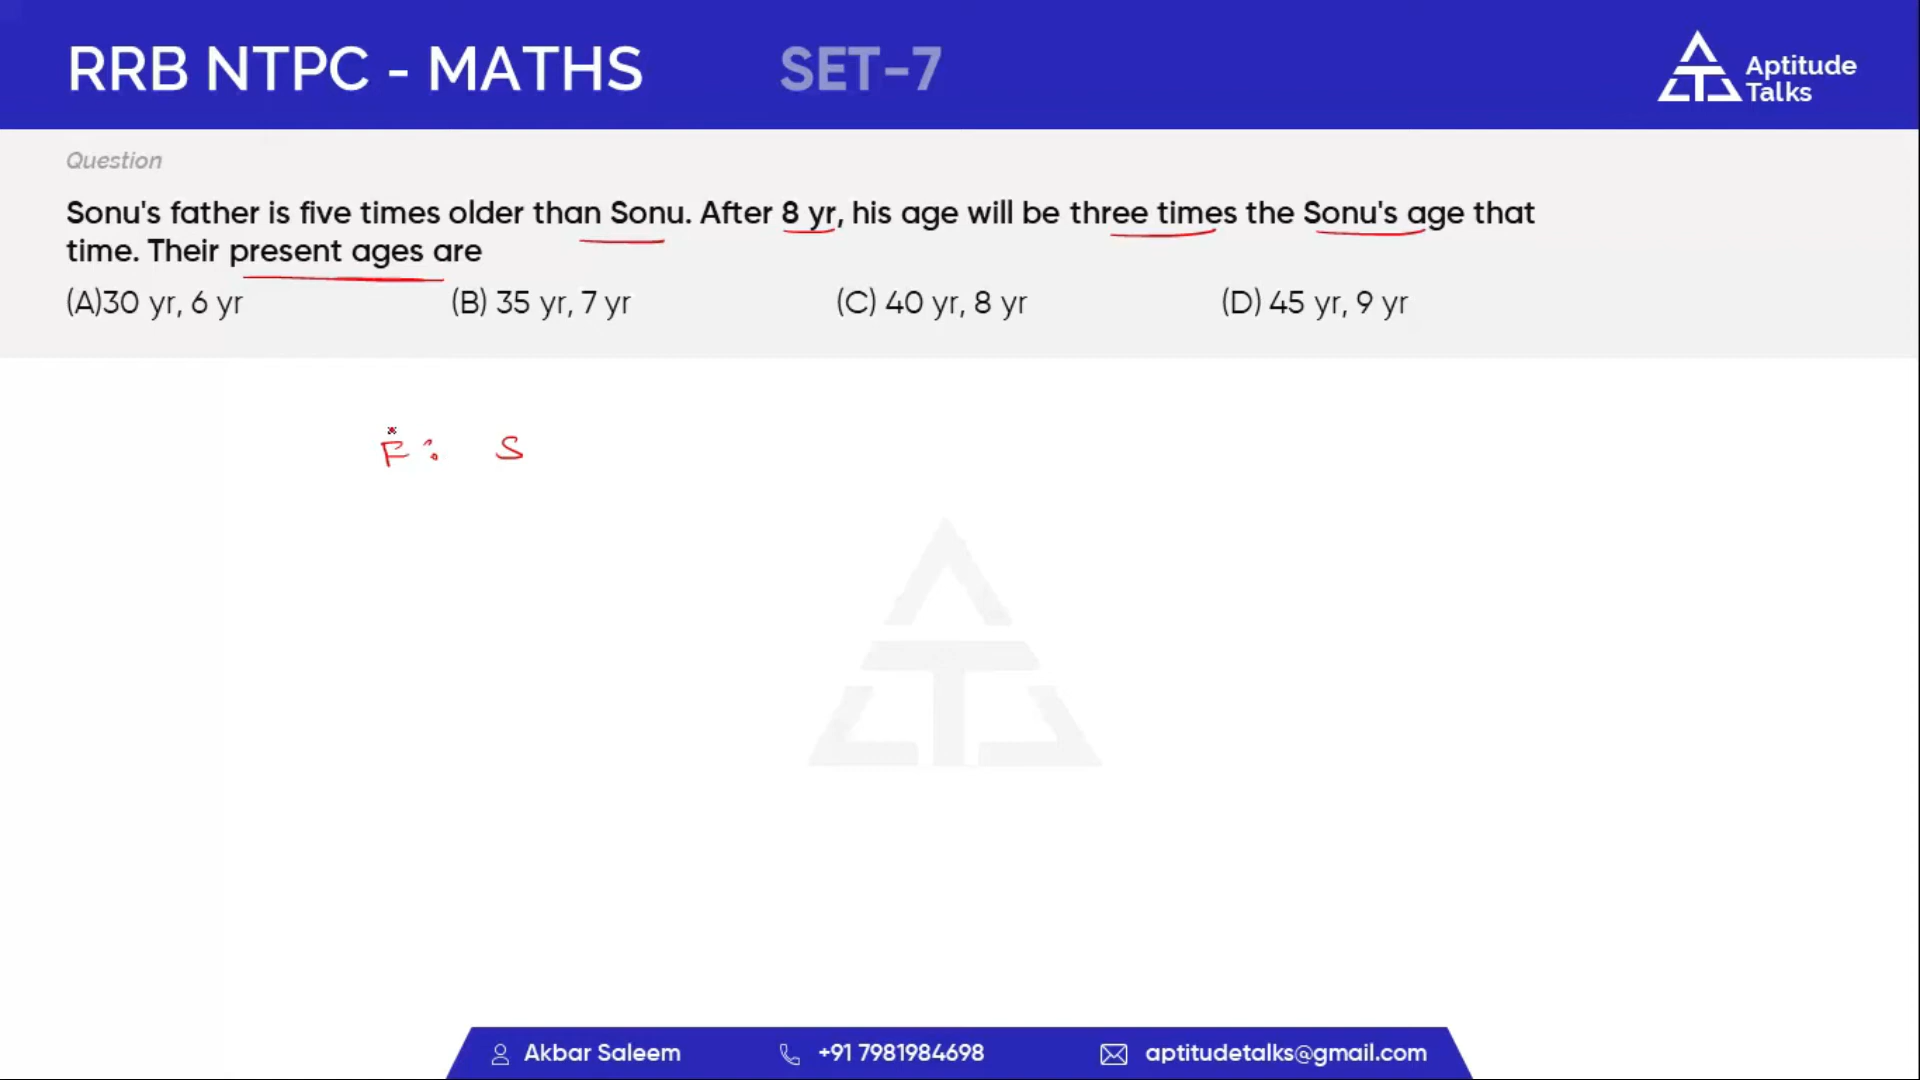 RRB NTPC - MATHS SET-7
Aptitude
Talks
Question
Sonu's father is five times older than Sonu. After 8 yr, his age will be three times the Sonu's age that
time. Their present ages are
(A)30 yr, 6 yr (B) 35 yr, 7 yr (C) 40 yr, 8 yr (D) 45 yr, 9 yr
F : S
Akbar Saleem +91 7981984698 aptitudetalks@gmail.com